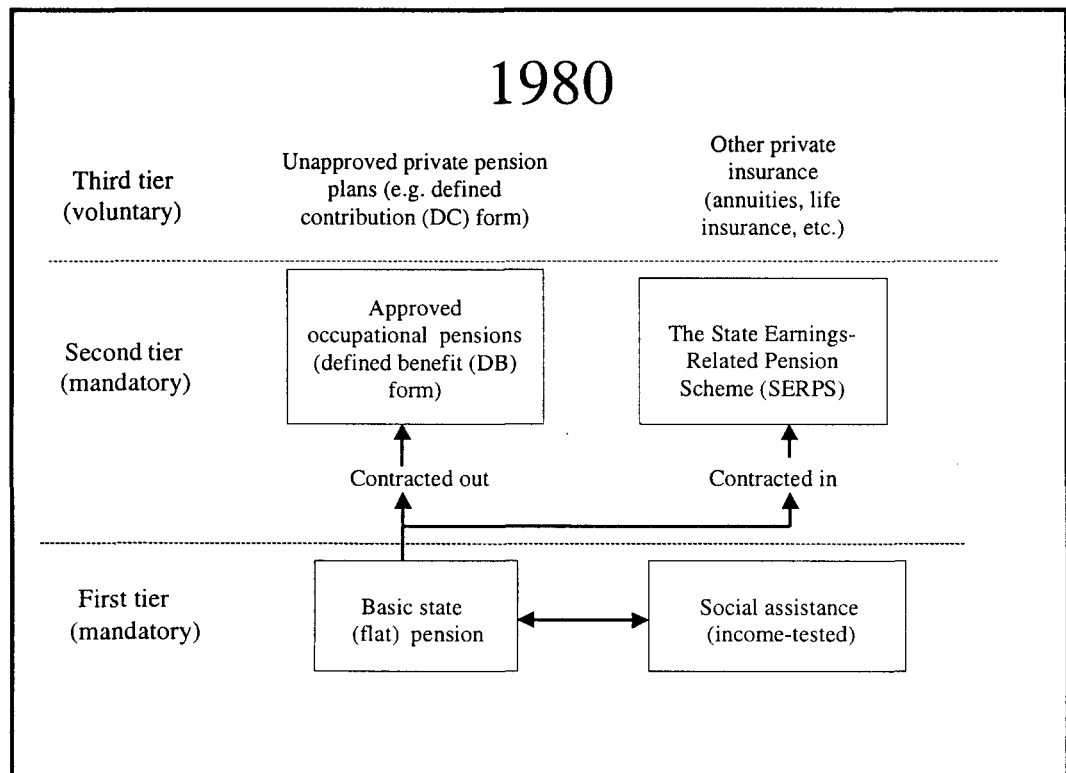 1980
Third tier
(voluntary)
Unapproved private pension
plans (e.g. defined
contribution (DC) form)
Other private
insurance
(annuities, life
insurance, etc.)
Second tier
(mandatory)
Approved
occupational pensions
(defined benefit (DB)
form)
The State Earnings-
Related Pension
Scheme (SERPS)
Contracted out
Contracted in
First tier
(mandatory)
Basic state
(flat) pension
Social assistance
(income-tested)